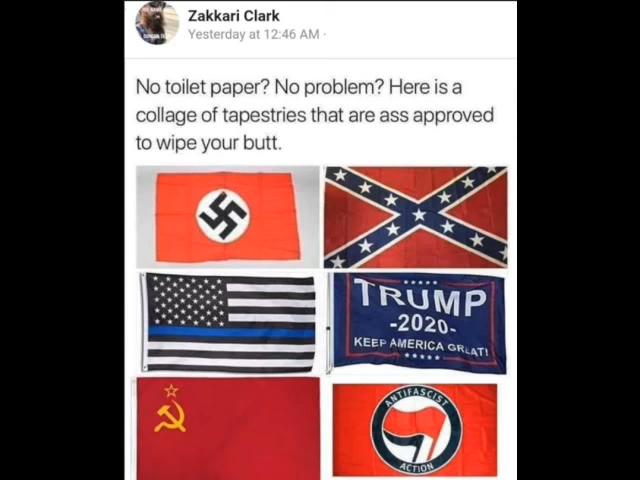 Zakkari Clark
Yesterday at 12:46 AM ·
No toilet paper? No problem? Here is a
collage of tapestries that are ass approved
to wipe your butt.
TRUMP
-2020-
KEEP AMERICA GREAT!
ANTIFASCIST
ACTION